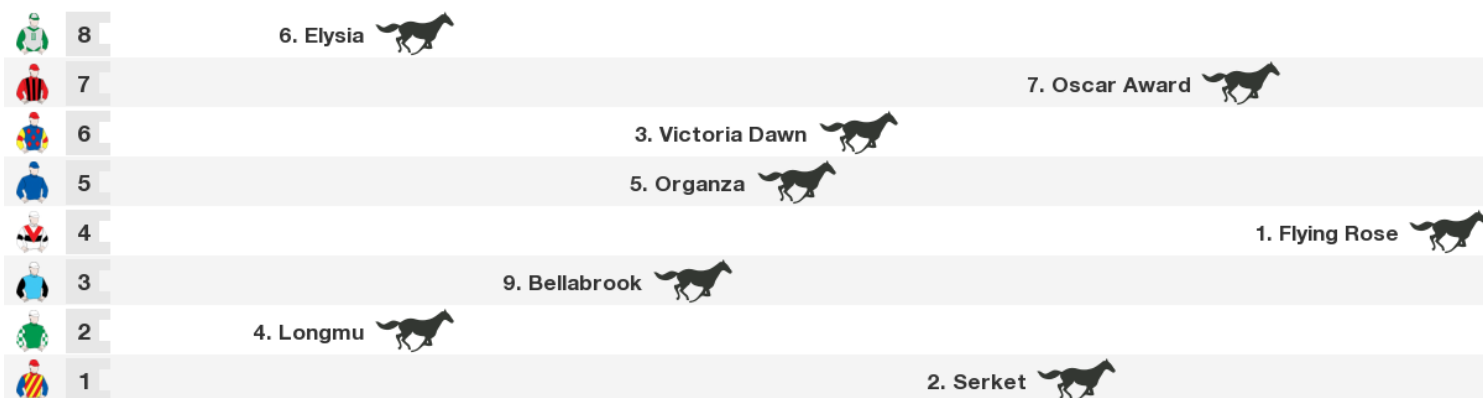 8 6. Elysia
7 7. Oscar Award
6 3. Victoria Dawn
5 5. Organza
4 1. Flying Rose
3 9. Bellabrook
2 4. Longmu
1 2. Serket